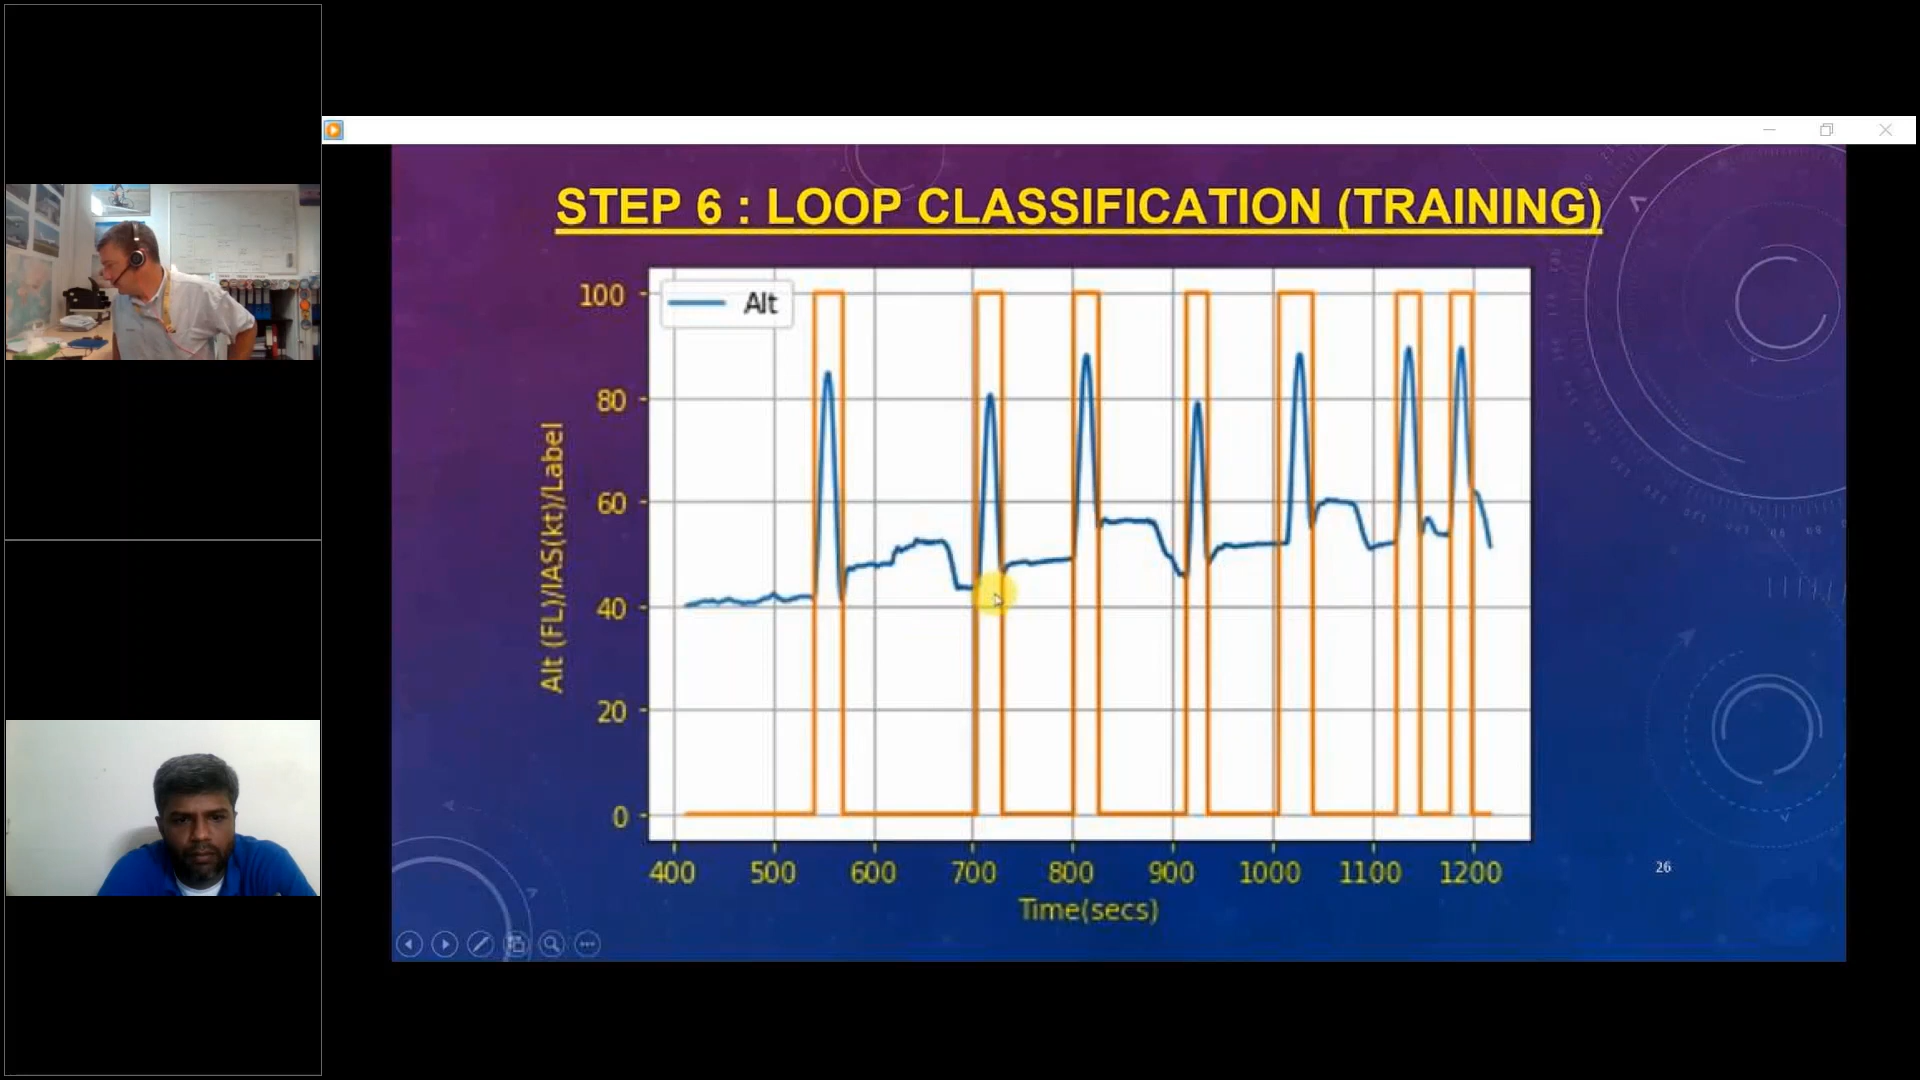 STEP 6 : LOOP CLASSIFICATION (TRAINING)
Alt
100
80
60
40
20
0
Alt (FL)/IAS(kt)/Label
400 500 600 700 800 900 1000 1100 1200
Time(secs)
26